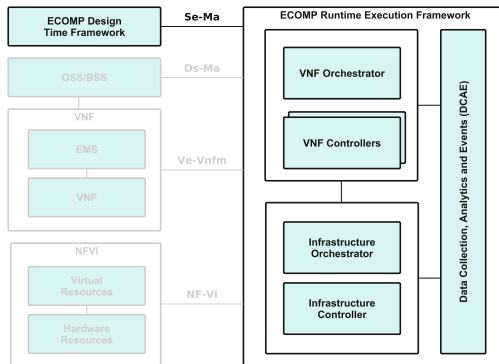 ECOMP Design
Time Framework
Se-Ma
ECOMP Runtime Execution Framework
OSS/BSS
Os-Ma
VNF
EMS
VNF
Ve-Vnfm
NFVI
Virtual
Resources
Hardware
Resources
NF-Vi
VNF Orchestrator
VNF Controllers
Infrastructure
Orchestrator
Infrastructure
Controller
Data Collection, Analytics and Events (DCAE)